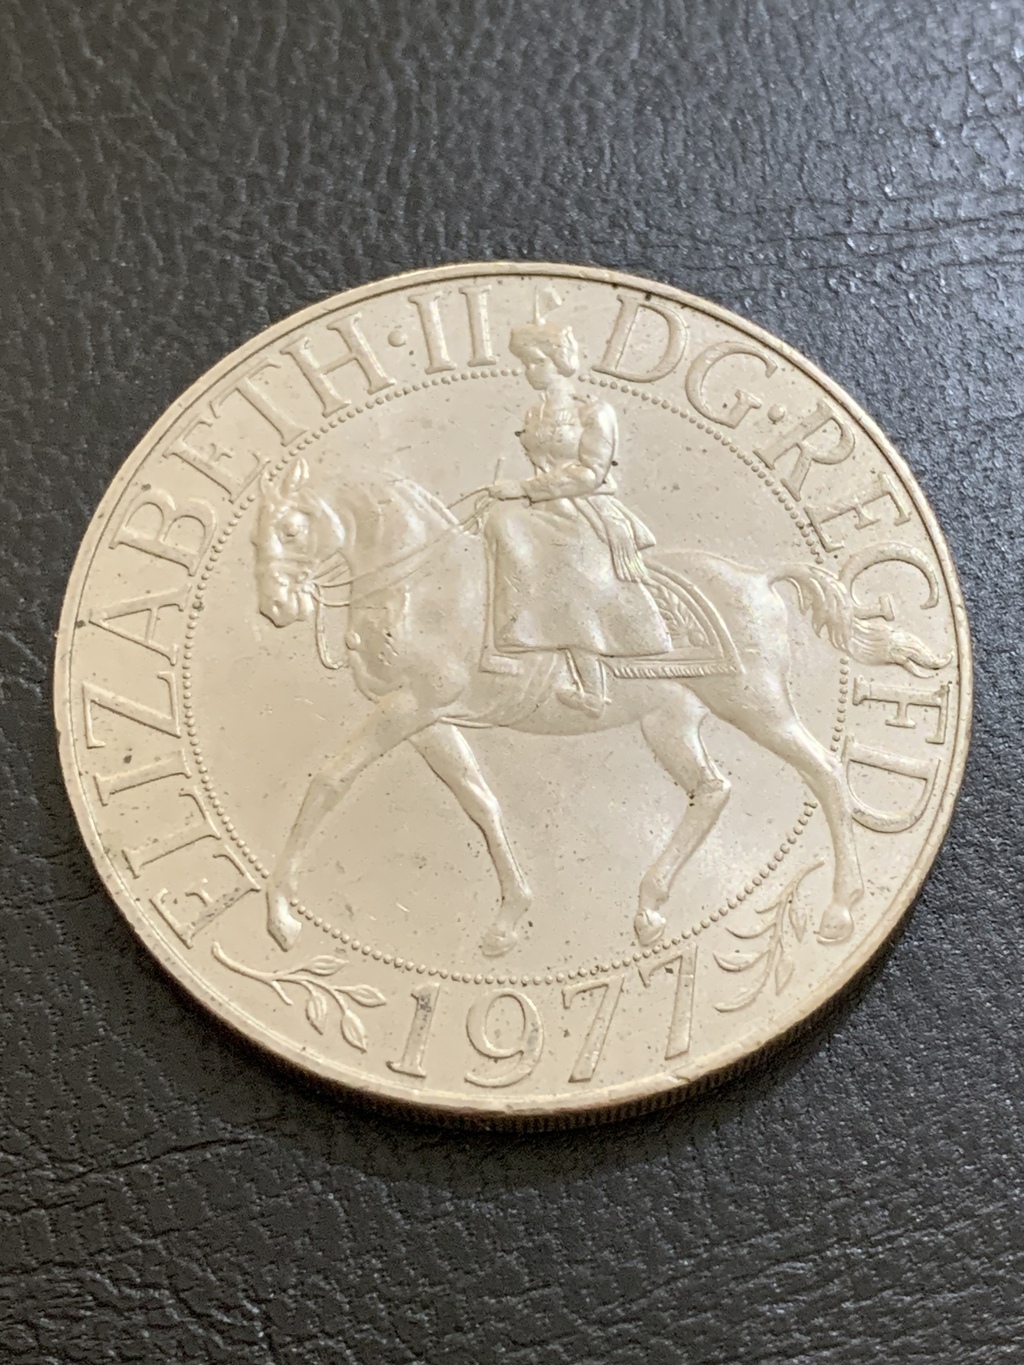 ELIZABETH·II DG·REG FD
1977